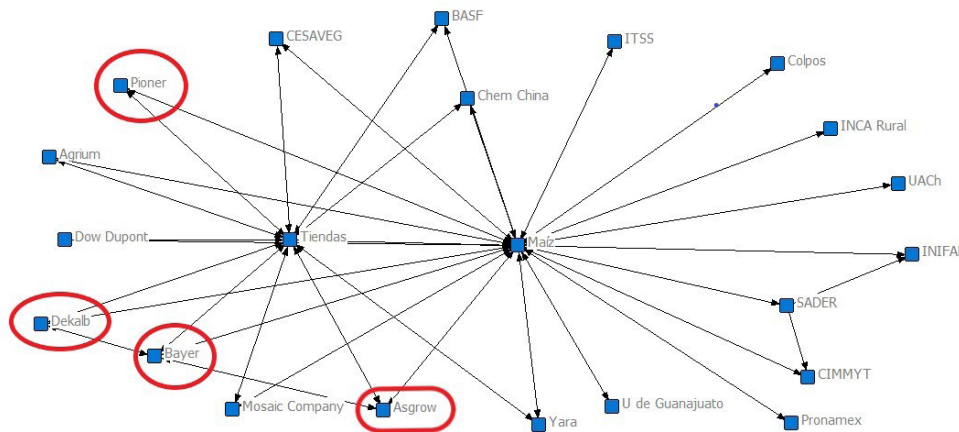 BASF
CESAVEG
ITSS
Colpos
Pioner
Chem China
INCA Rural
Agrium
UACh
Dow Dupont
Tiendas
Maíz
INIFAP
SADER
Dekalb
Bayer
CIMMYT
Mosaic Company
Asgrow
U de Guanajuato
Yara
Pronamex